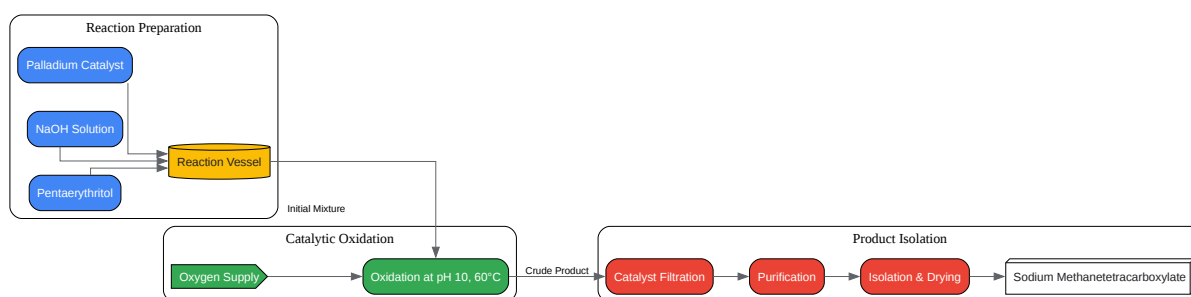 Reaction Preparation
Palladium Catalyst
NaOH Solution
Reaction Vessel
Pentaerythritol
Initial Mixture
Catalytic Oxidation
Product Isolation
Oxygen Supply
Oxidation at pH 10, 60°C
Crude Product
Catalyst Filtration
Purification
Isolation & Drying
Sodium Methanetetracarboxylate